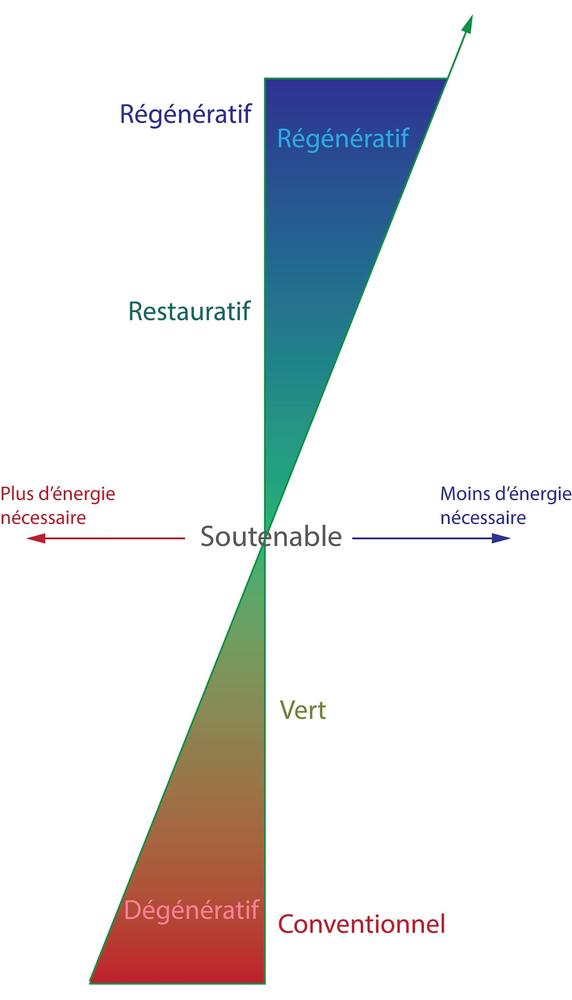 Régénératif
Régénératif
Restauratif
Plus d’énergie
nécessaire
Moins d’énergie
nécessaire
Soutenable
Vert
Dégénératif
Conventionnel